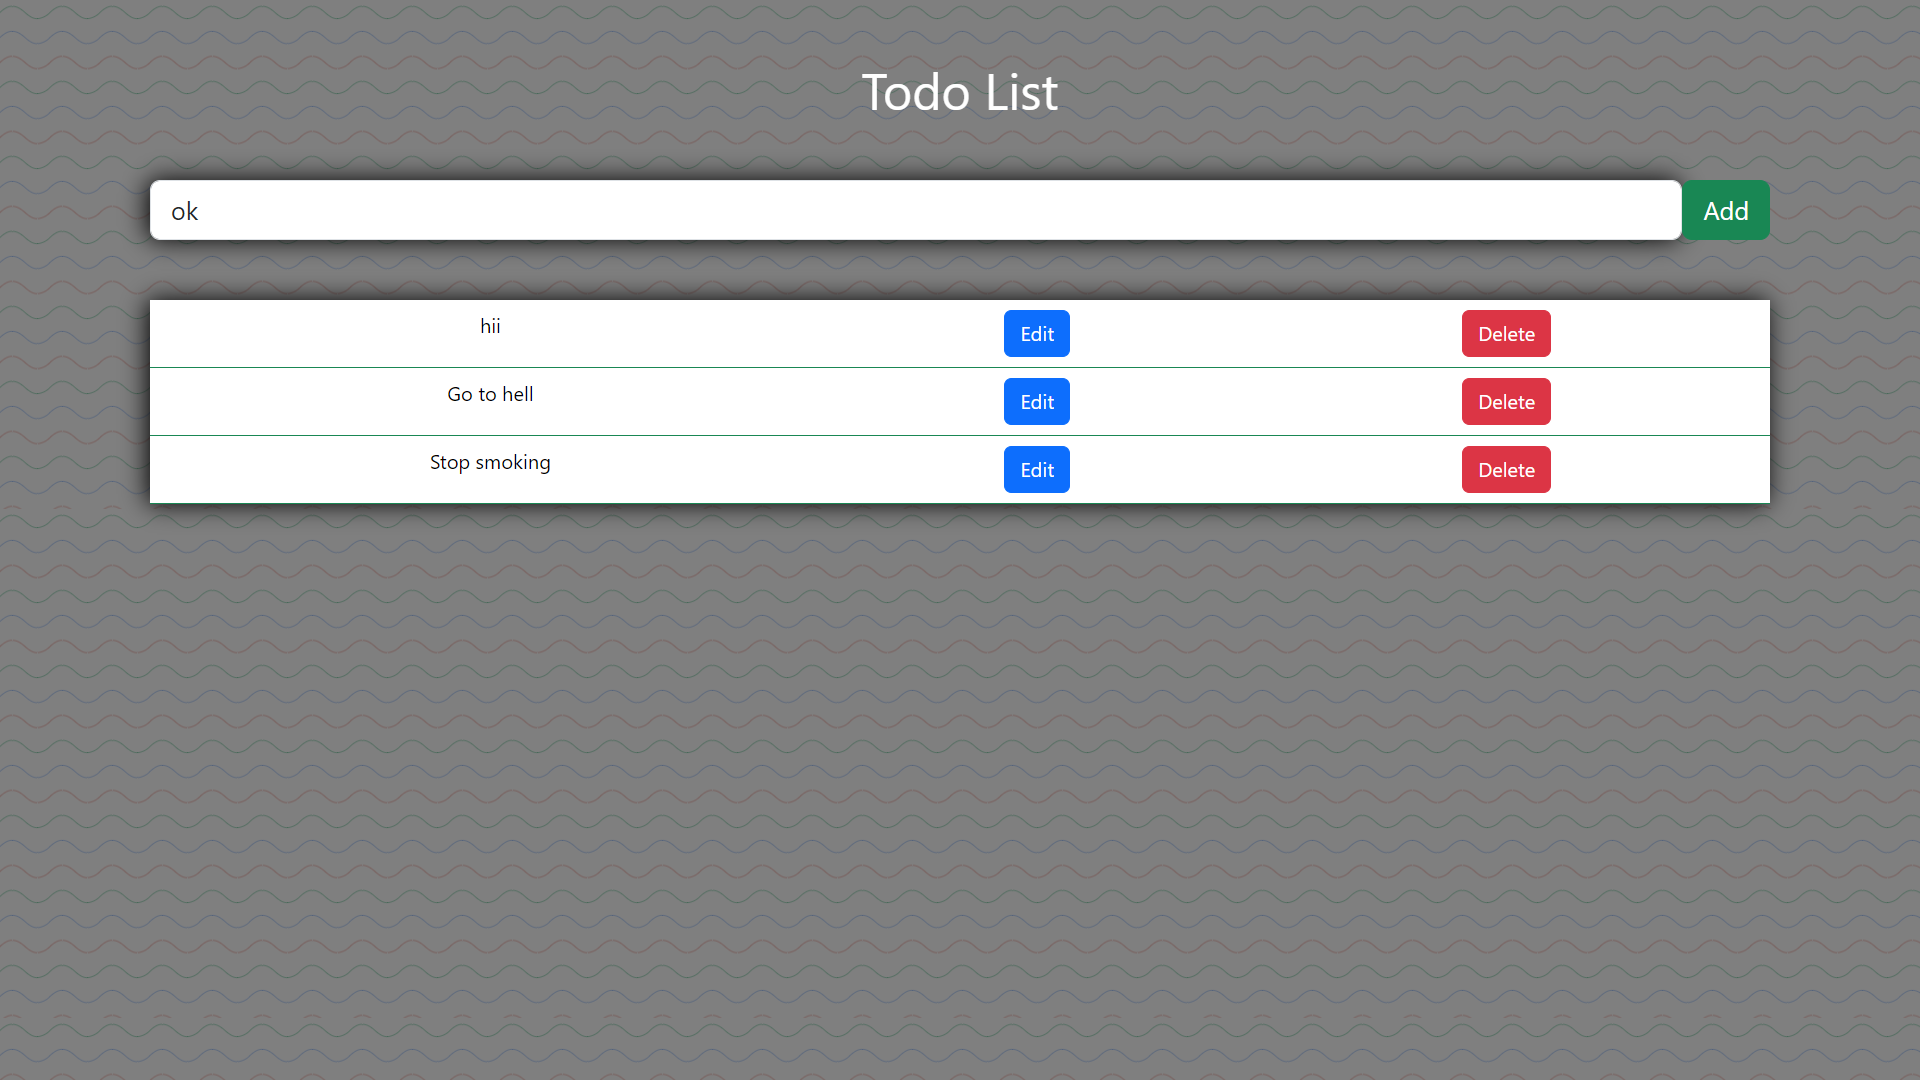 Todo List
ok
Add
hii
Edit
Delete
Go to hell
Edit
Delete
Stop smoking
Edit
Delete